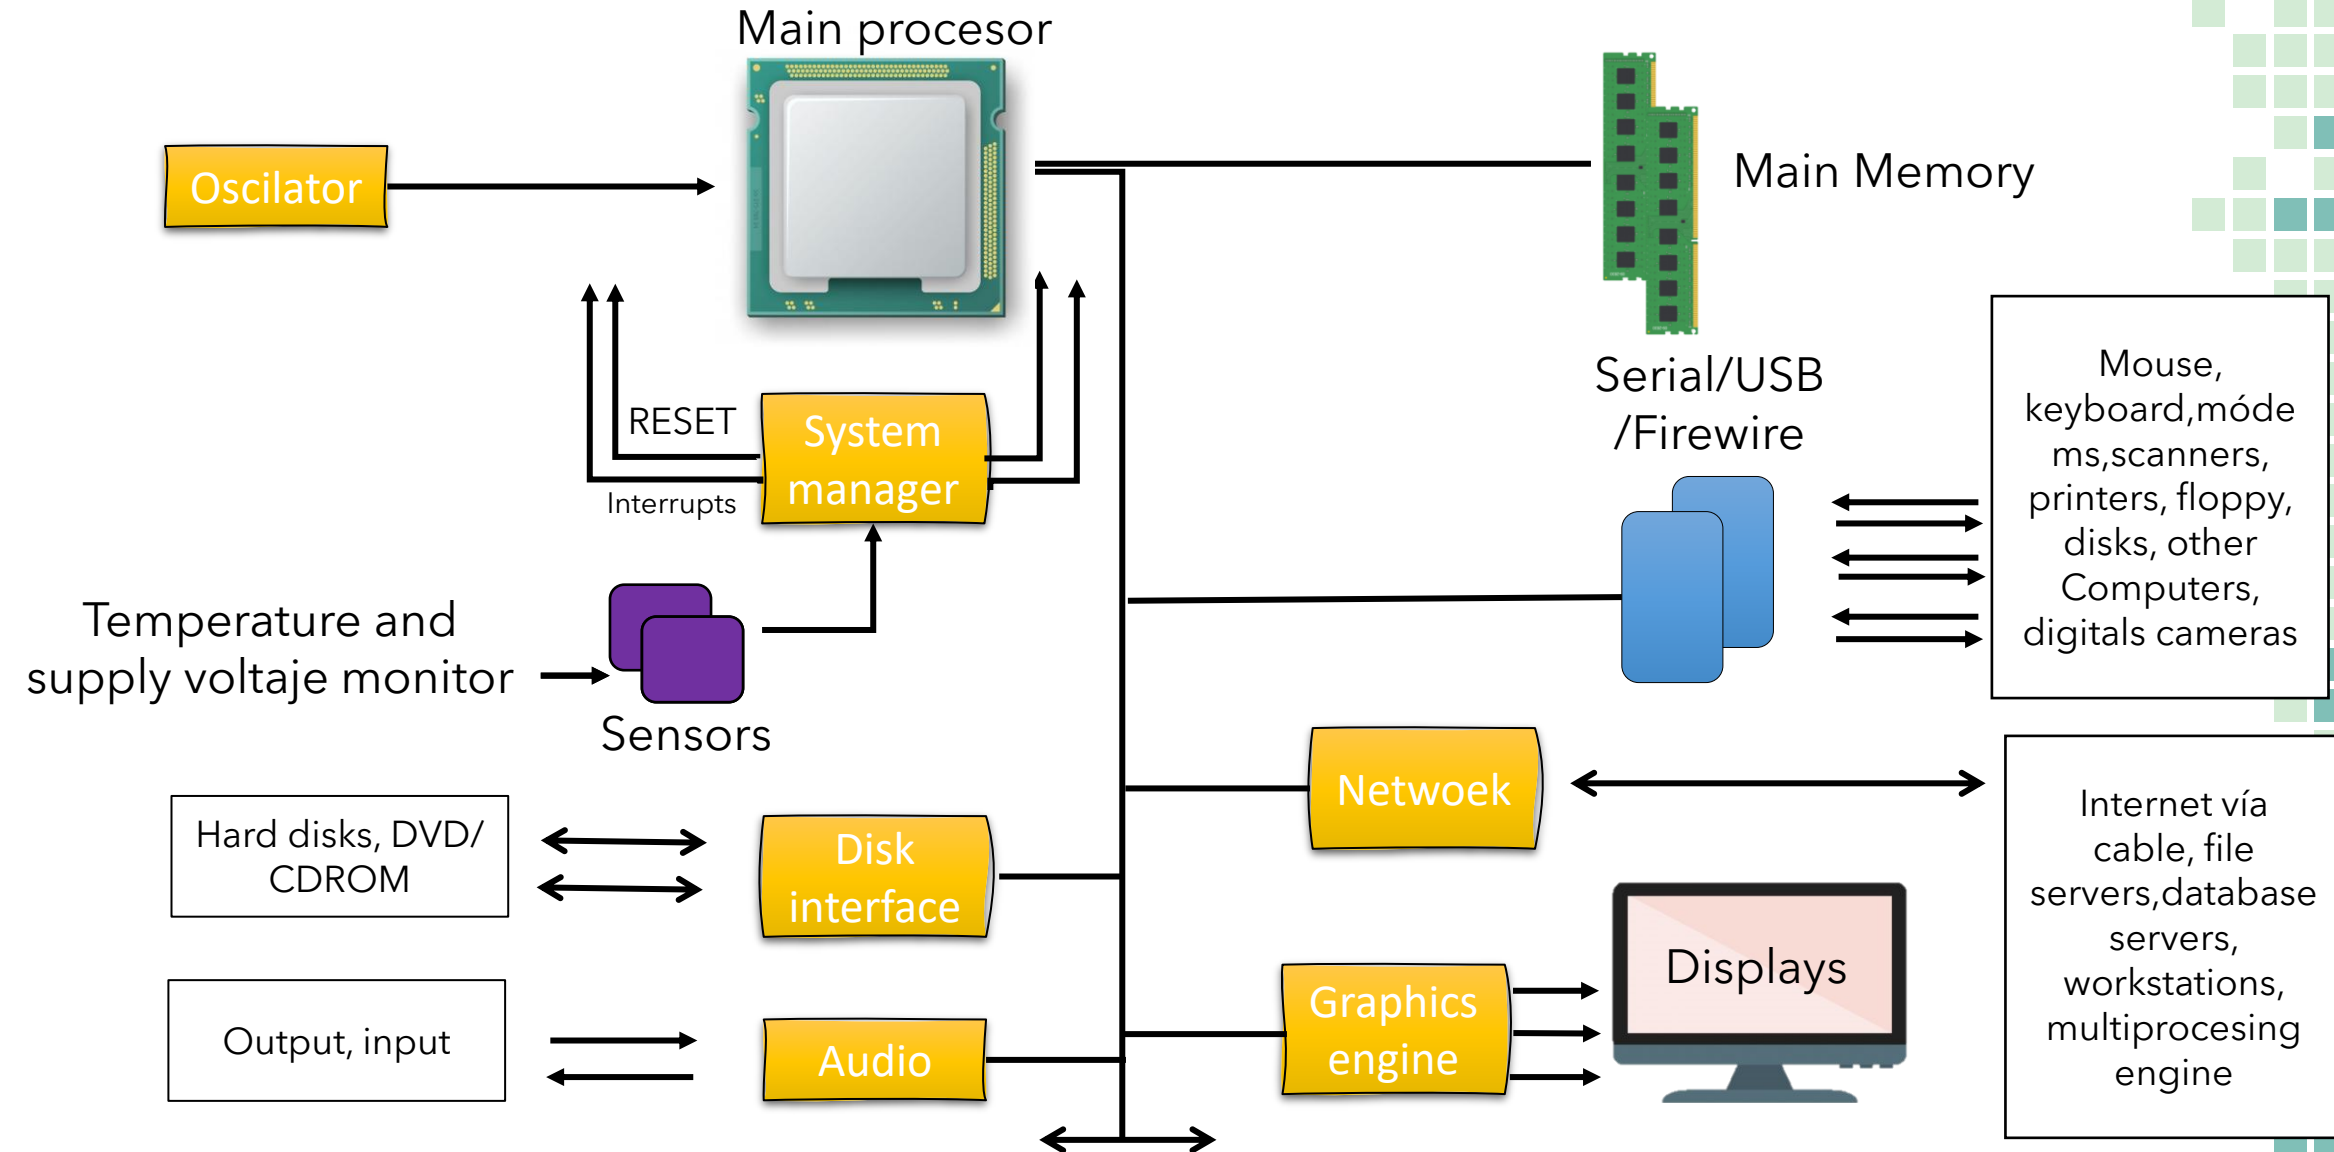 Main procesor
Oscilator
Main Memory
RESET
Interrupts
System
manager
Serial/USB
/Firewire
Mouse,
keyboard,móde
ms,scanners,
printers, floppy,
disks, other
Computers,
digitals cameras
Temperature and
supply voltaje monitor
Sensors
Hard disks, DVD/
CDROM
Disk
interface
Netwoek
Internet vía
cable, file
servers,database
servers,
workstations,
multiprocesing
engine
Output, input
Audio
Graphics
engine
Displays